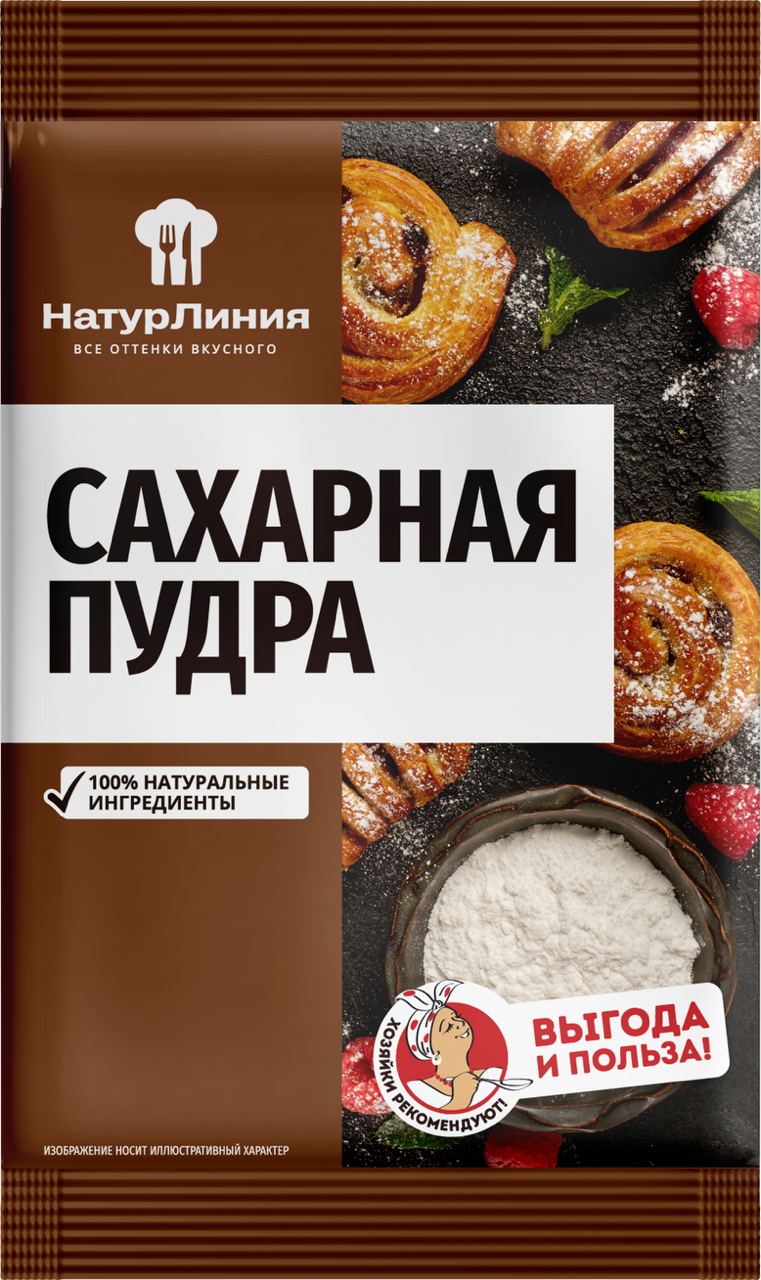 НатурЛиния
ВСЕ ОТТЕНКИ ВКУСНОГО
САХАРНАЯ
ПУДРА
100% НАТУРАЛЬНЫЕ
ИНГРЕДИЕНТЫ
ХОЗЯЙКИ РЕКОМЕНДУЮТ!
ВЫГОДА
И ПОЛЬЗА!
ИЗОБРАЖЕНИЕ НОСИТ ИЛЛЮСТРАТИВНЫЙ ХАРАКТЕР